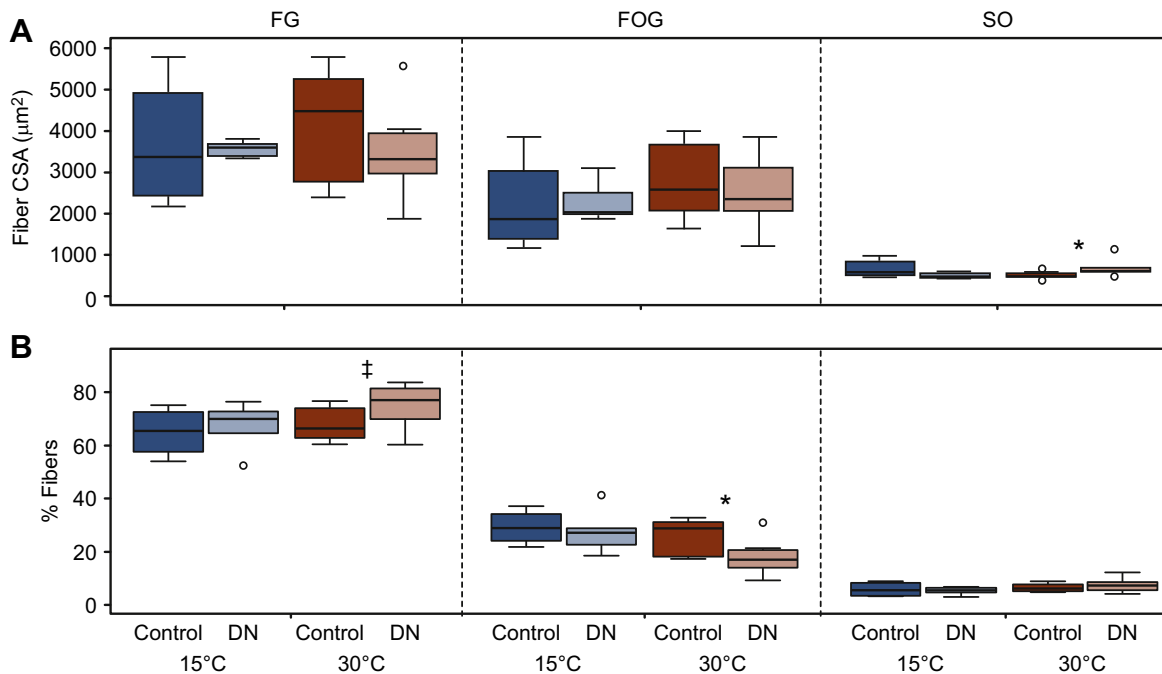 FG FOG SO
A
6000
5000
4000
3000
2000
1000
0
Fiber CSA (μm²)
*
B
80
60
40
20
0
% Fibers
‡
*
Control DN Control DN Control DN Control DN Control DN Control DN
15°C 30°C 15°C 30°C 15°C 30°C